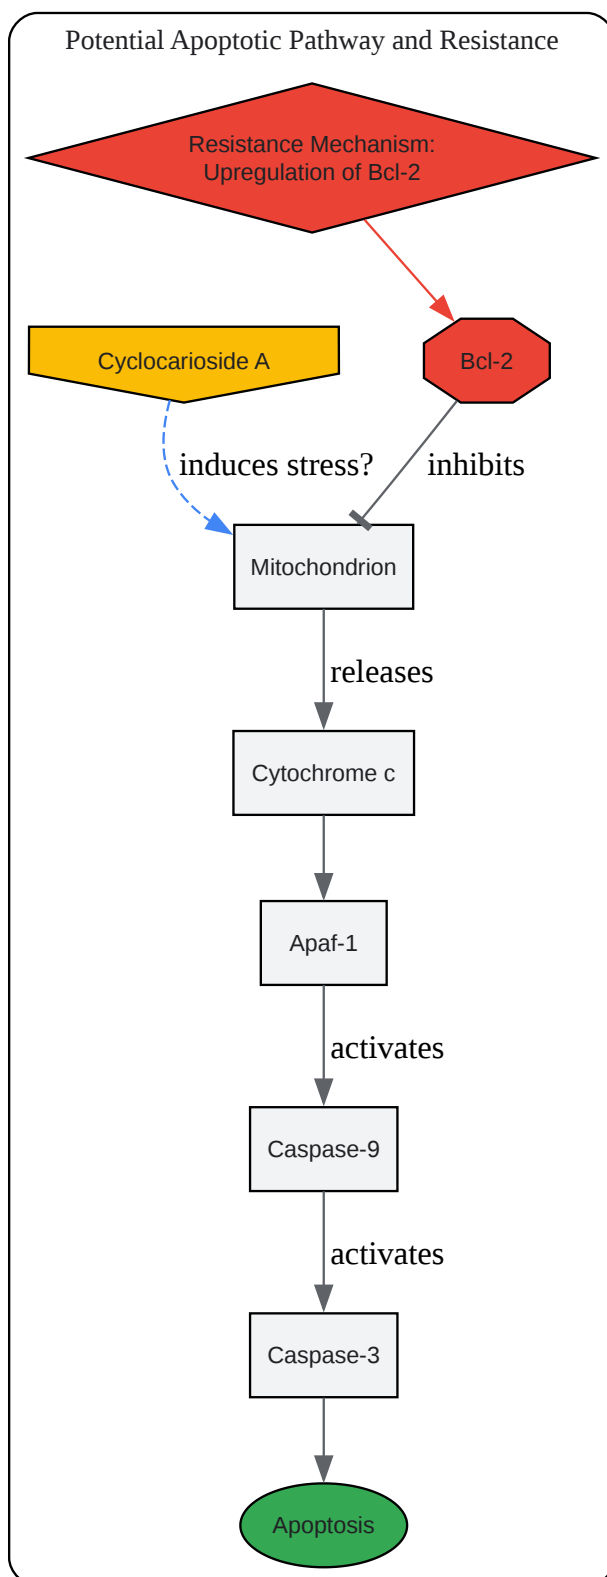 Potential Apoptotic Pathway and Resistance
Resistance Mechanism:
Upregulation of Bcl-2
Cyclocarioside A
Bcl-2
induces stress?
inhibits
Mitochondrion
releases
Cytochrome c
Apaf-1
activates
Caspase-9
activates
Caspase-3
Apoptosis